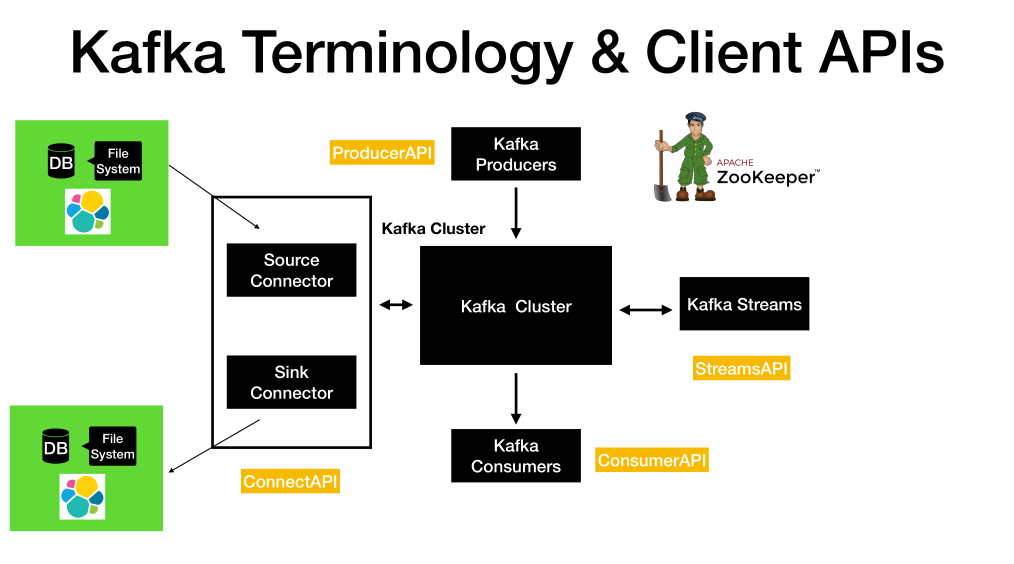 Kafka Terminology & Client APIs
DB
File
System
ProducerAPI
Kafka
Producers
APACHE
ZooKeeper™
Kafka Cluster
Source
Connector
Kafka Cluster
Kafka Streams
Sink
Connector
StreamsAPI
DB
File
System
Kafka
Consumers
ConsumerAPI
ConnectAPI